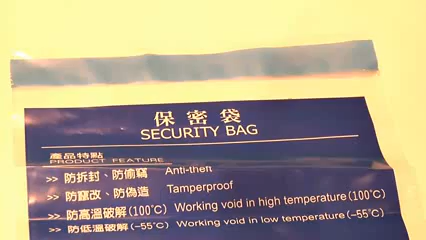 保密袋
SECURITY BAG
產品特點
PRODUCT FEATURE
>> 防折封、防偷竊 Anti-theft
>> 防竄改、防偽造 Tamperproof
>> 防高溫破解(100°C) Working void in high temperature(100°C)
>> 防低溫破解(−55°C) Working void in low temperature(−55°C)